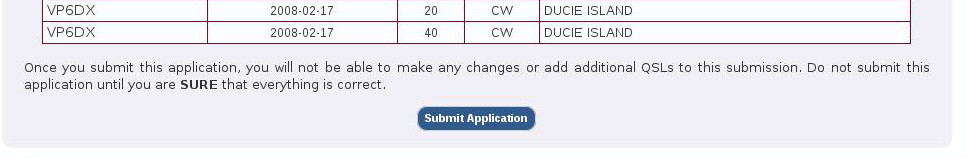 VP6DX 2008-02-17 20 CW DUCIE ISLAND
VP6DX 2008-02-17 40 CW DUCIE ISLAND
Once you submit this application, you will not be able to make any changes or add additional QSLs to this submission. Do not submit this
application until you are SURE that everything is correct.
Submit Application